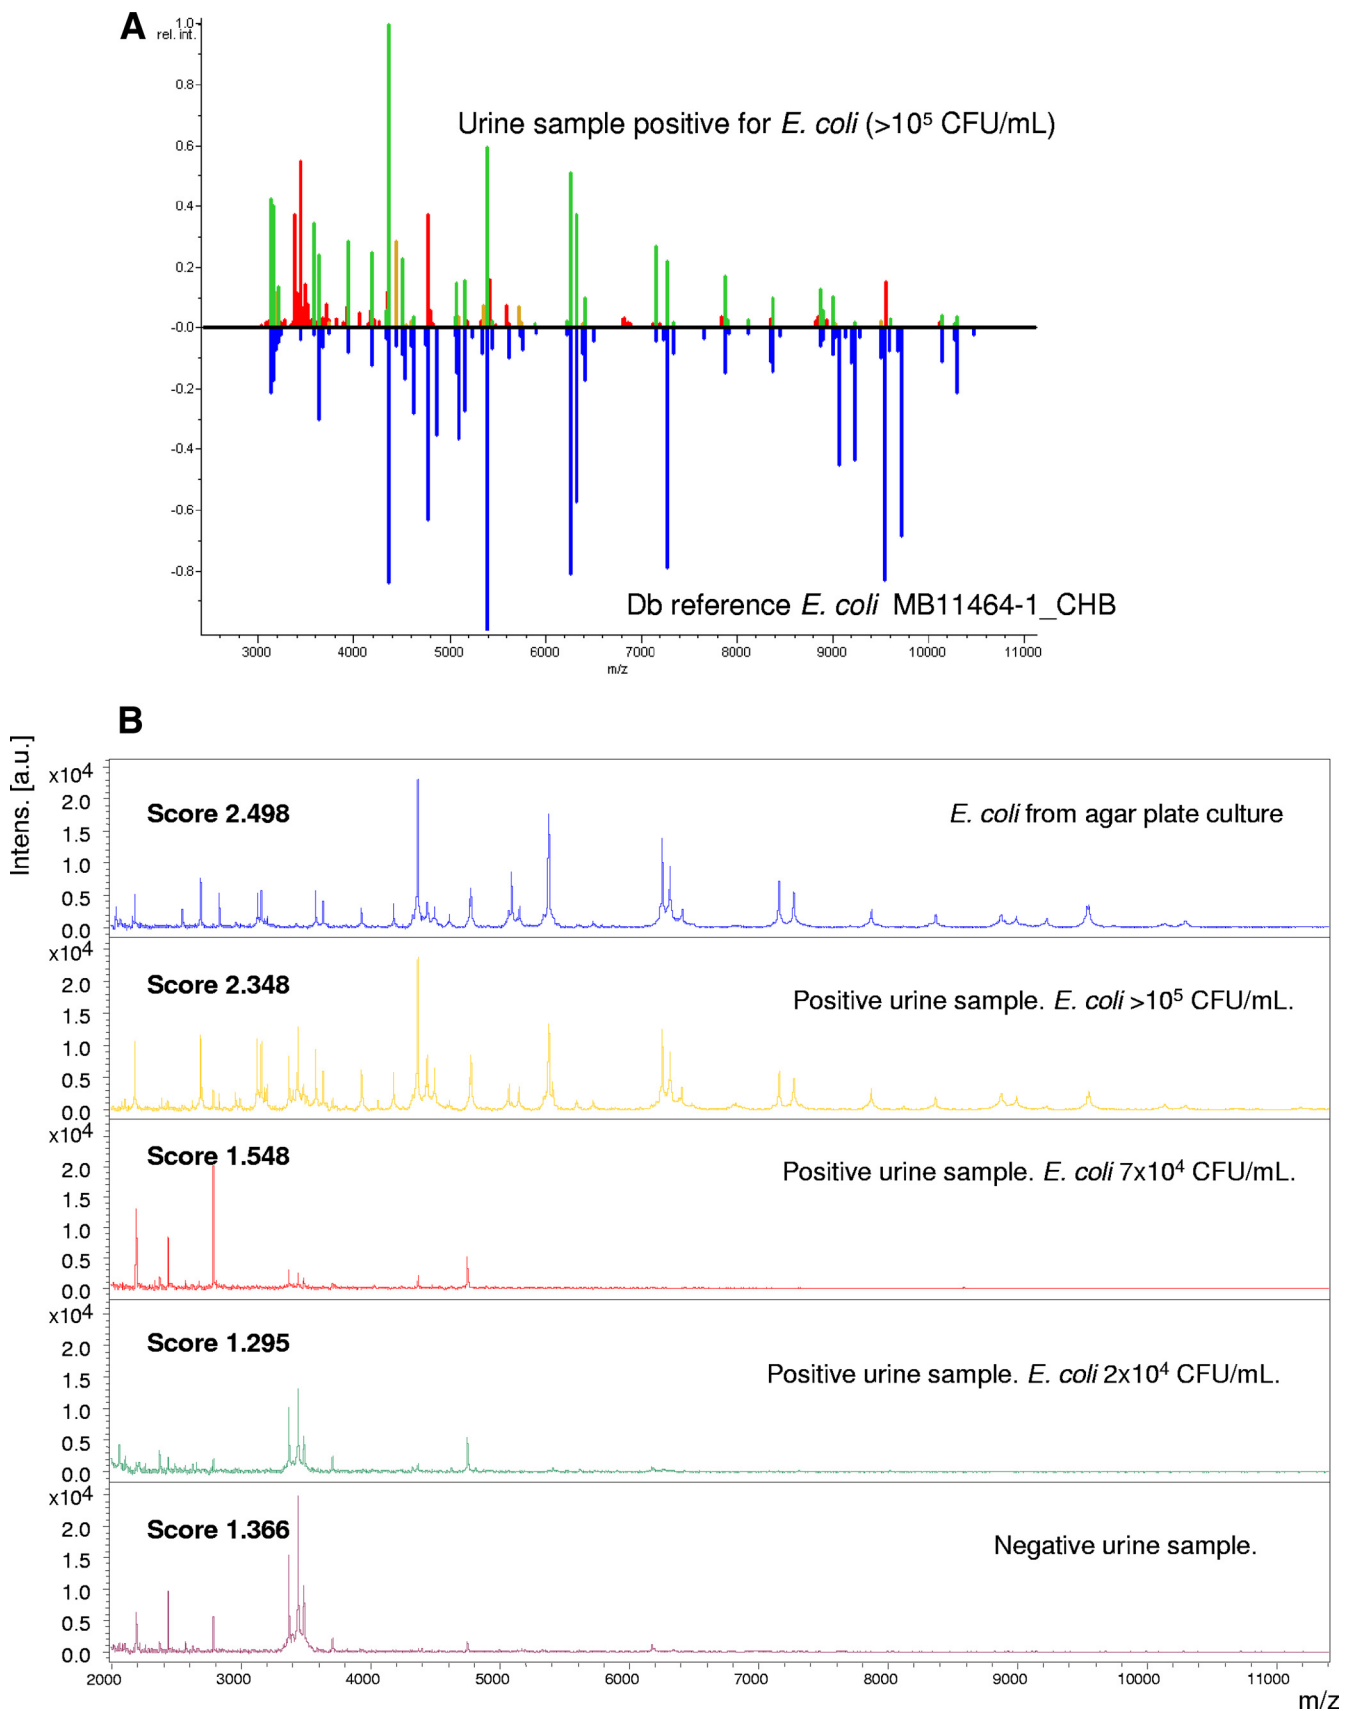 A
rel. int.
1.0
0.8
Urine sample positive for E. coli (>10⁵ CFU/mL)
0.6
0.4
0.2
-0.0
-0.2
-0.4
-0.6
-0.8
Db reference E. coli MB11464-1_CHB
3000 4000 5000 6000 7000 8000 9000 10000 11000
m/z
B
Intens. [a.u.]
x10⁴
2.0
Score 2.498
E. coli from agar plate culture
1.5
1.0
0.5
0.0
x10⁴
2.0
Score 2.348
Positive urine sample. E. coli >10⁵ CFU/mL.
1.5
1.0
0.5
0.0
x10⁴
Score 1.548
2.0
Positive urine sample. E. coli 7x10⁴ CFU/mL.
1.5
1.0
0.5
0.0
x10⁴
Score 1.295
2.0
Positive urine sample. E. coli 2x10⁴ CFU/mL.
1.5
1.0
0.5
0.0
x10⁴
2.0
Score 1.366
Negative urine sample.
1.5
1.0
0.5
0.0
2000 3000 4000 5000 6000 7000 8000 9000 10000 11000
m/z